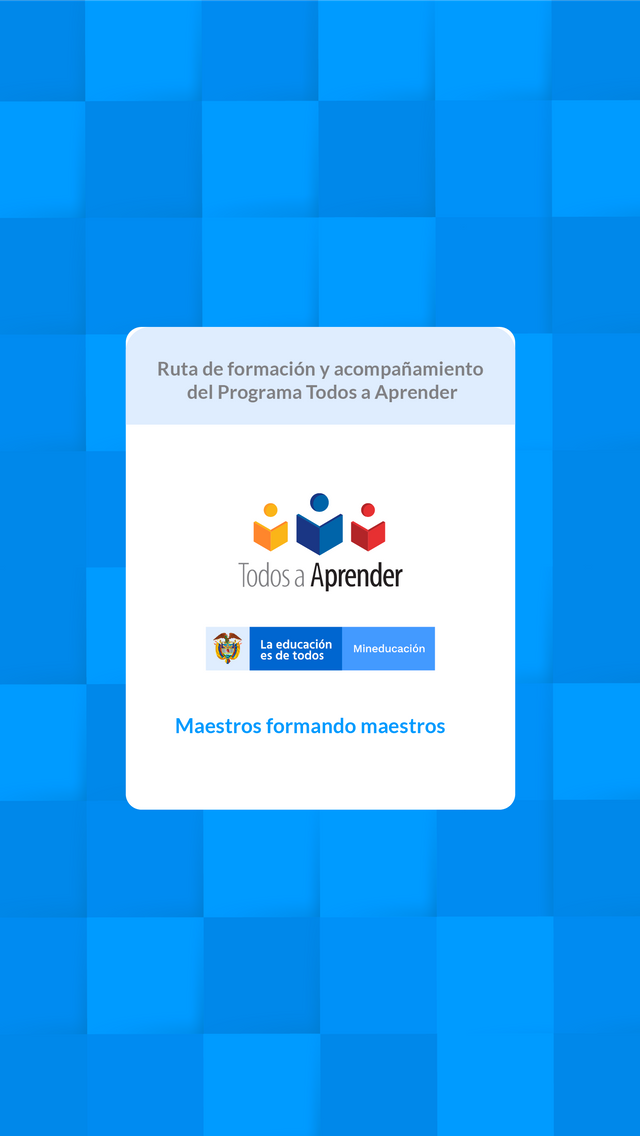 Ruta de formación y acompañamiento
del Programa Todos a Aprender
Todos a Aprender
La educación
es de todos
Mineducación
Maestros formando maestros